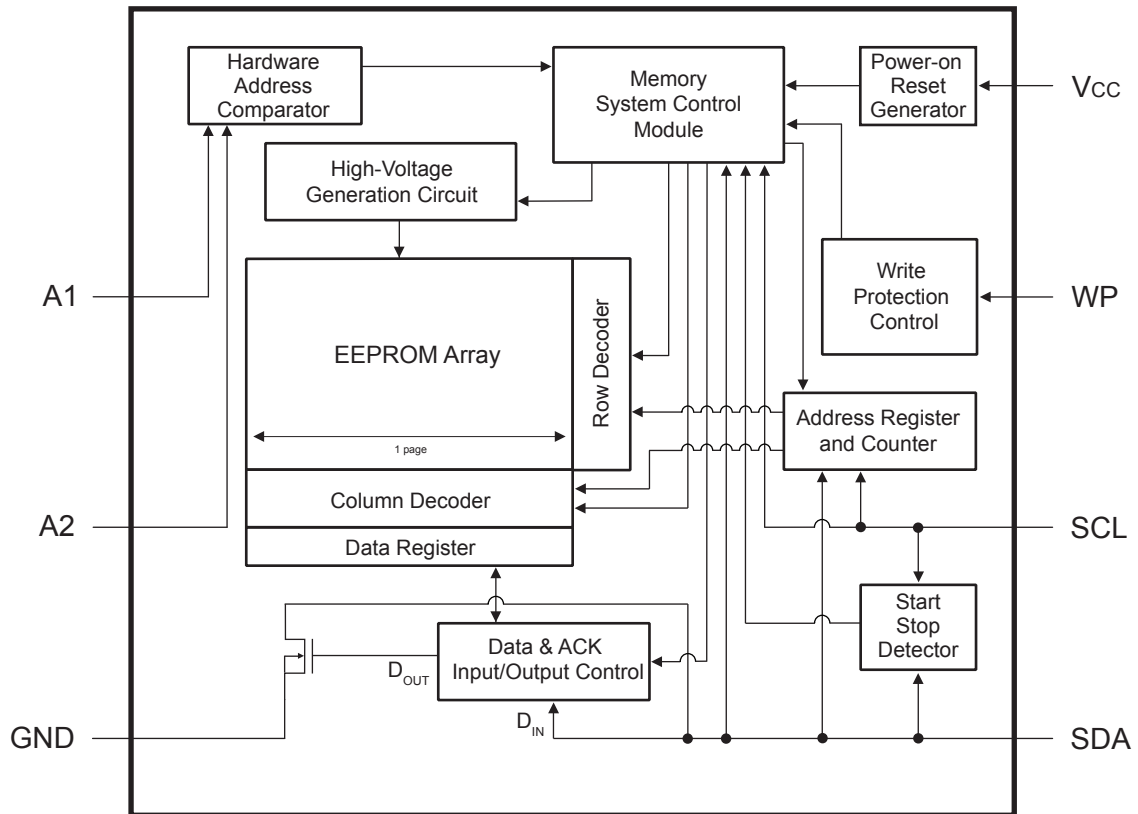 Hardware
Address
Comparator
Memory
System Control
Module
Power-on
Reset
Generator
VCC
High-Voltage
Generation Circuit
A1
EEPROM Array
Row Decoder
Write
Protection
Control
WP
1 page
Address Register
and Counter
Column Decoder
A2
SCL
Data Register
Start
Stop
Detector
Data & ACK
Input/Output Control
DOUT
DIN
GND
SDA